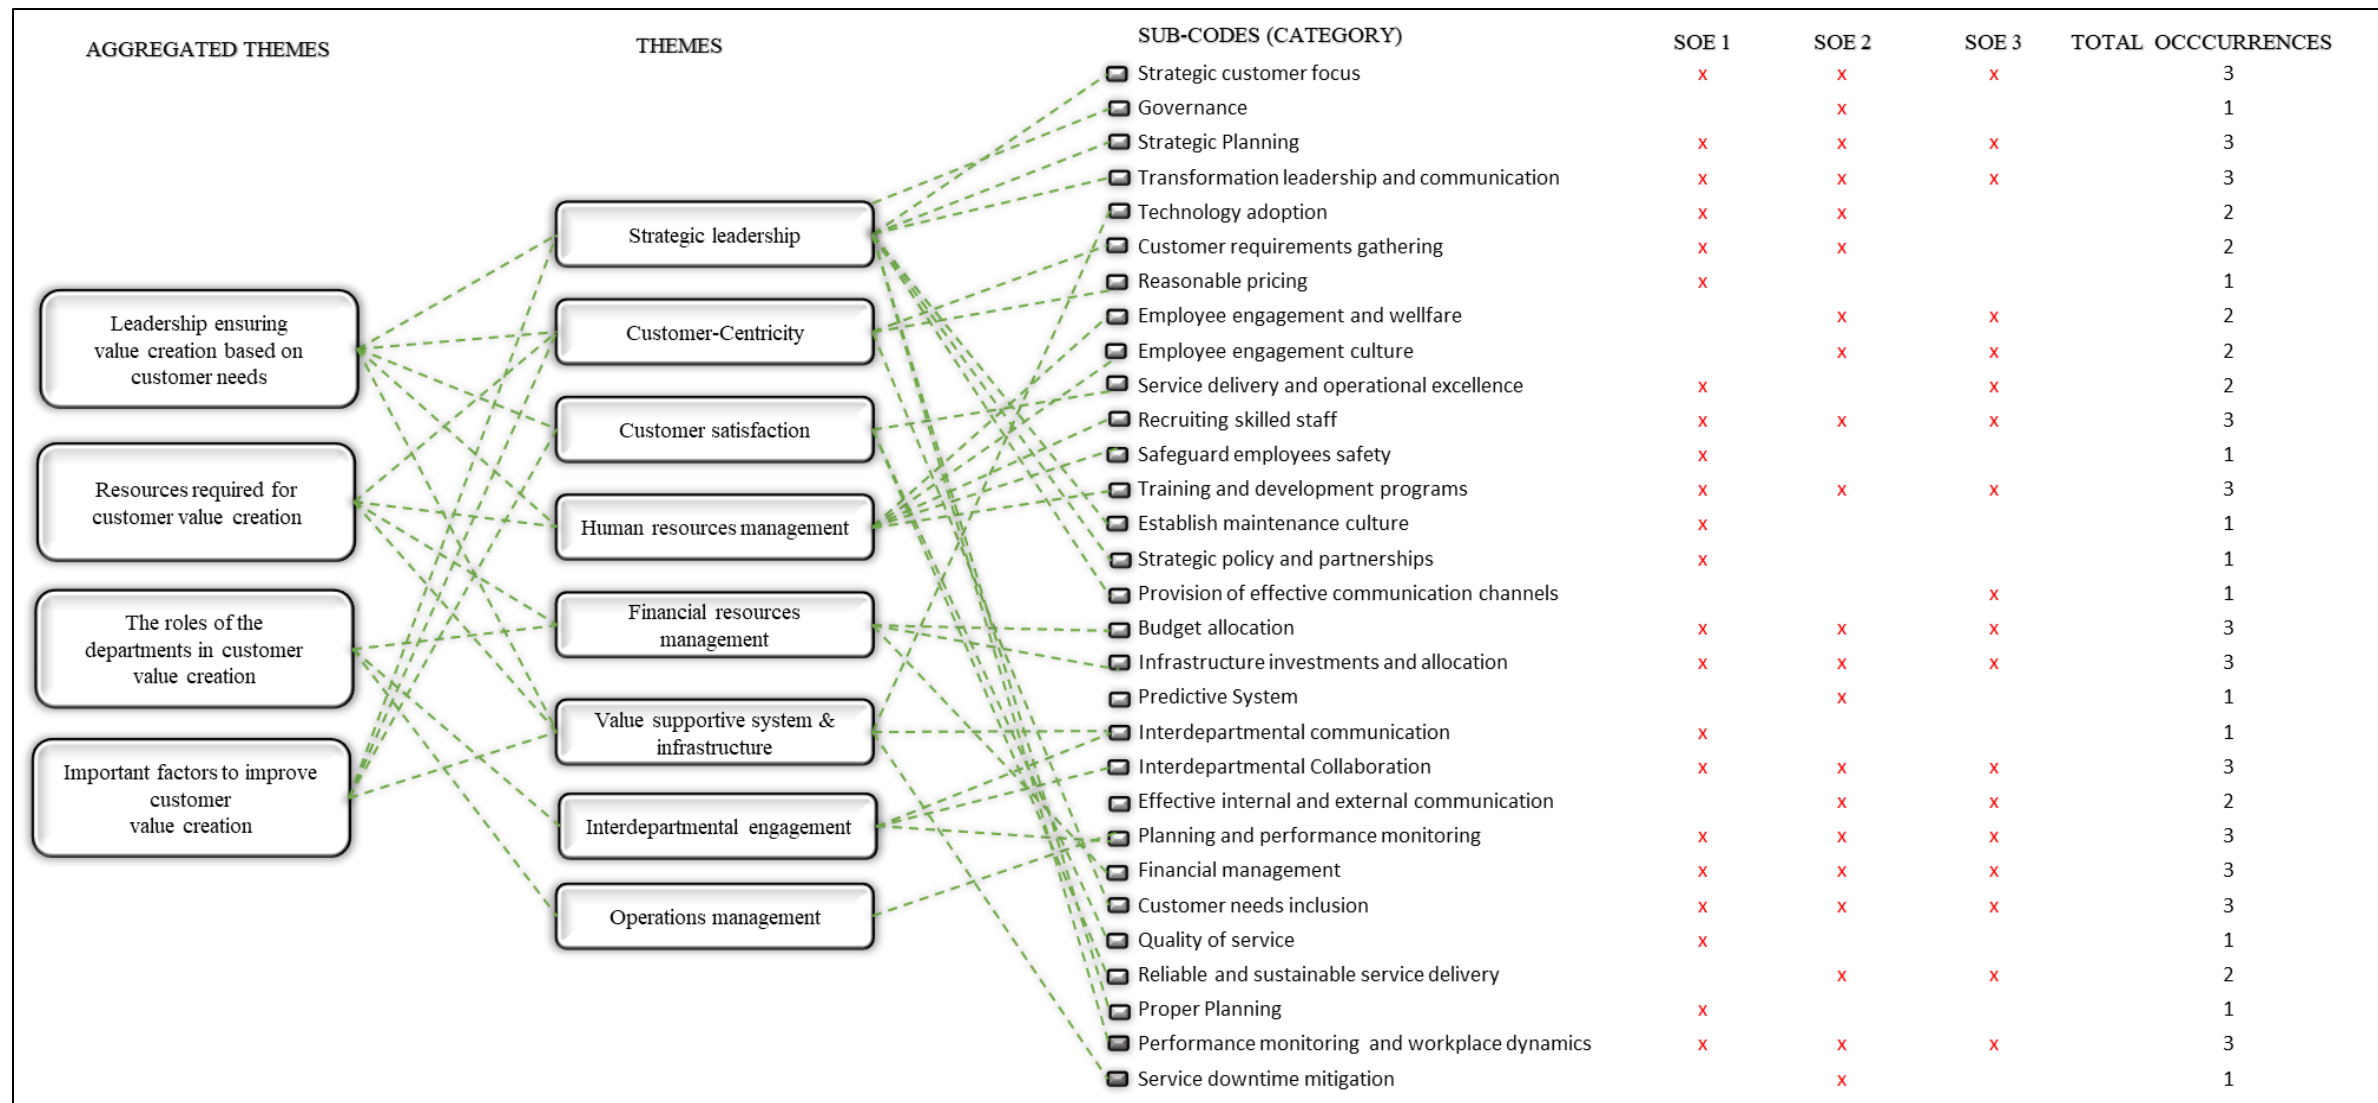 AGGREGATED THEMES THEMES SUB-CODES (CATEGORY) SOE 1 SOE 2 SOE 3 TOTAL OCCCURRENCES
Strategic customer focus x x x 3
Governance x 1
Strategic Planning x x x 3
Transformation leadership and communication x x x 3
Technology adoption x x 2
Customer requirements gathering x x 2
Reasonable pricing x 1
Employee engagement and wellfare x x 2
Employee engagement culture x x 2
Service delivery and operational excellence x x 2
Recruiting skilled staff x x x 3
Safeguard employees safety x 1
Training and development programs x x x 3
Establish maintenance culture x 1
Strategic policy and partnerships x 1
Provision of effective communication channels x 1
Budget allocation x x x 3
Infrastructure investments and allocation x x x 3
Predictive System x 1
Interdepartmental communication x 1
Interdepartmental Collaboration x x x 3
Effective internal and external communication x x 2
Planning and performance monitoring x x x 3
Financial management x x x 3
Customer needs inclusion x x x 3
Quality of service x 1
Reliable and sustainable service delivery x x 2
Proper Planning x 1
Performance monitoring and workplace dynamics x x x 3
Service downtime mitigation x 1
Strategic leadership
Customer-Centricity
Customer satisfaction
Human resources management
Financial resources
management
Value supportive system &
infrastructure
Interdepartmental engagement
Operations management
Leadership ensuring
value creation based on
customer needs
Resources required for
customer value creation
The roles of the
departments in customer
value creation
Important factors to improve
customer
value creation